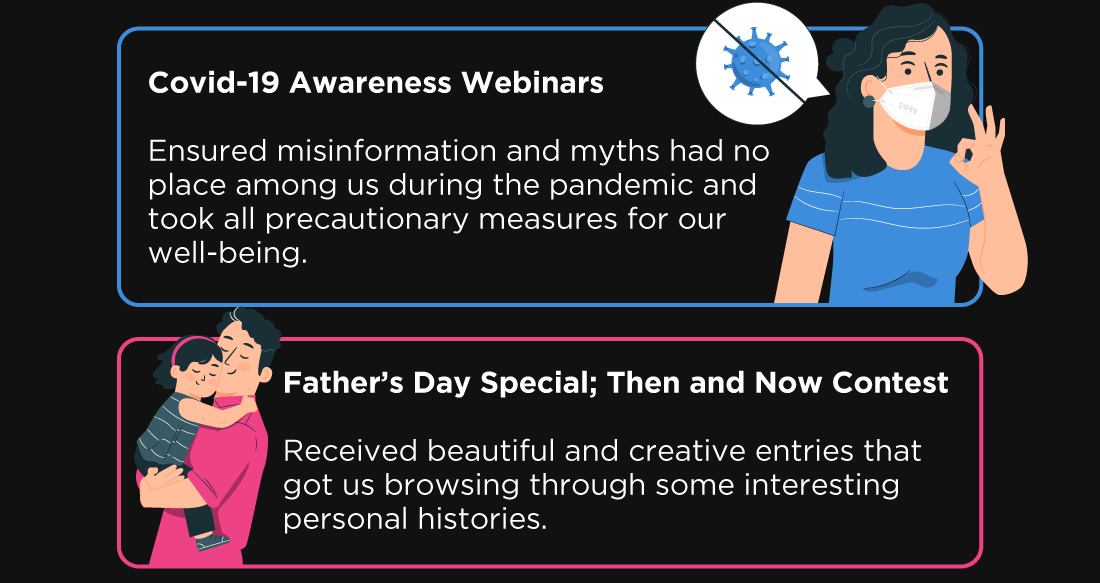 Covid-19 Awareness Webinars
Ensured misinformation and myths had no
place among us during the pandemic and
took all precautionary measures for our
well-being.
Father’s Day Special; Then and Now Contest
Received beautiful and creative entries that
got us browsing through some interesting
personal histories.